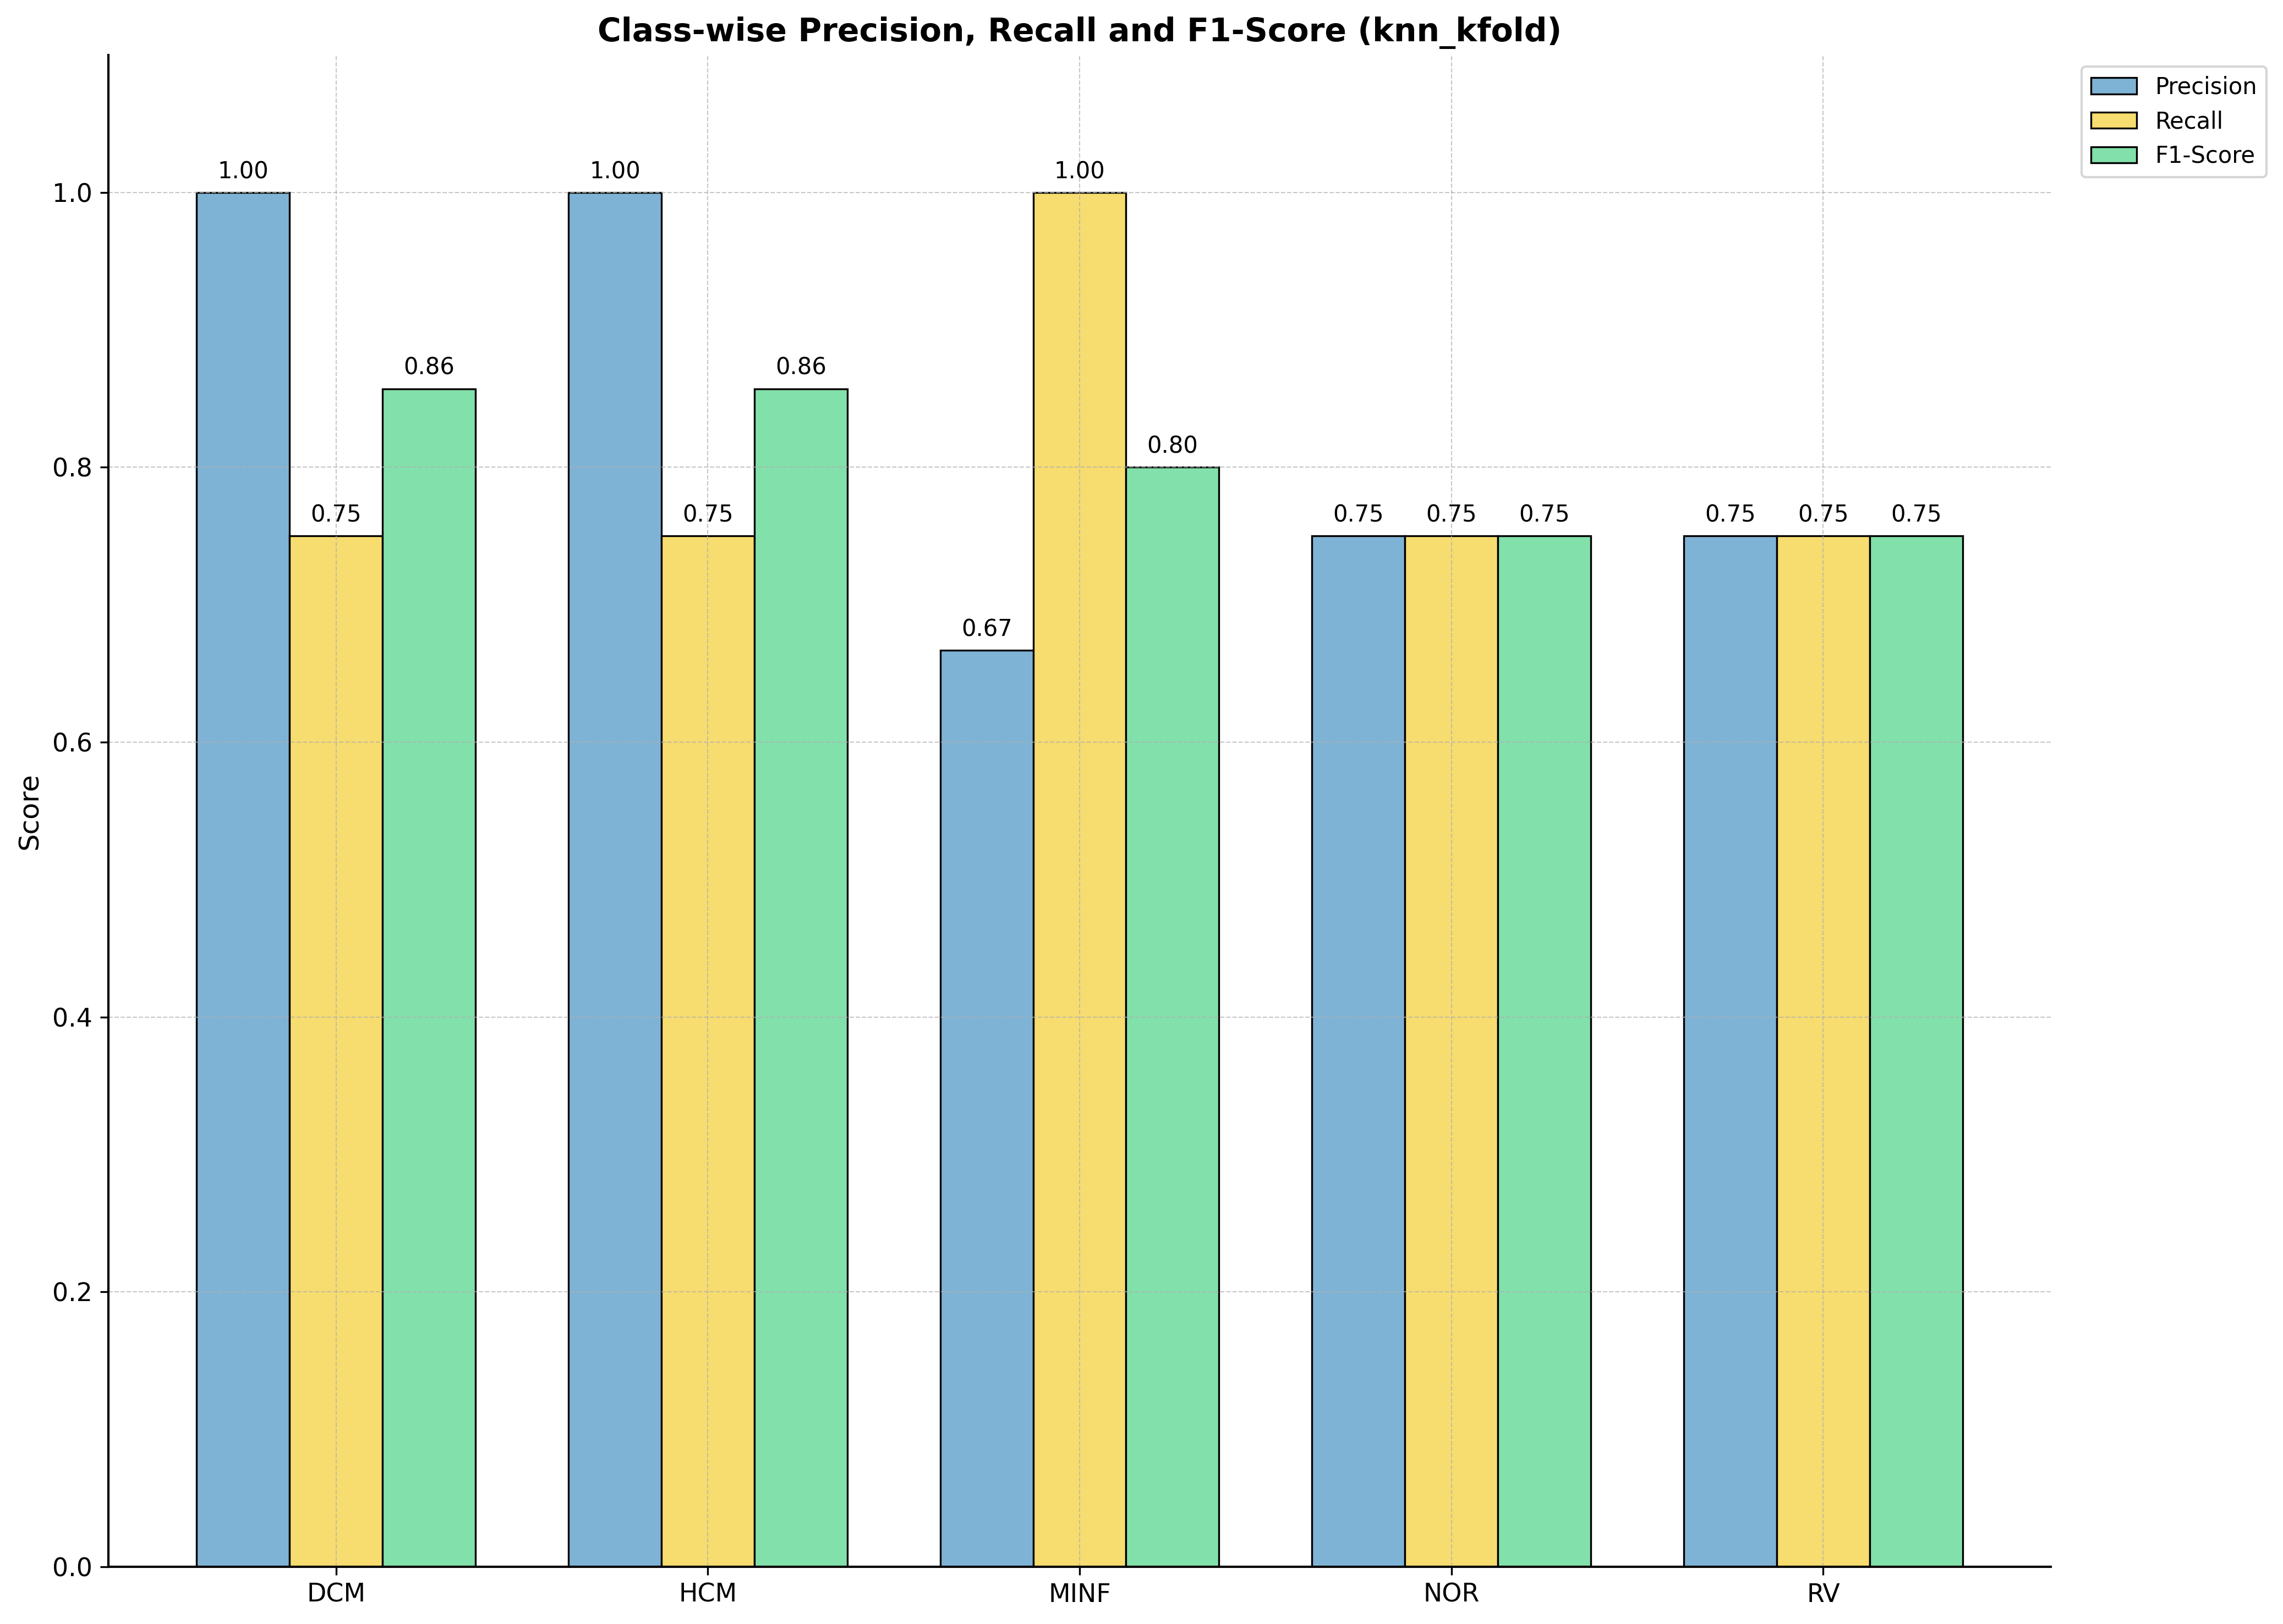 Class-wise Precision, Recall and F1-Score (knn_kfold)
Precision
Recall
F1-Score
Score
1.0
0.8
0.6
0.4
0.2
0.0
1.00
0.75
0.86
1.00
0.75
0.86
0.67
1.00
0.80
0.75
0.75
0.75
0.75
0.75
0.75
DCM
HCM
MINF
NOR
RV